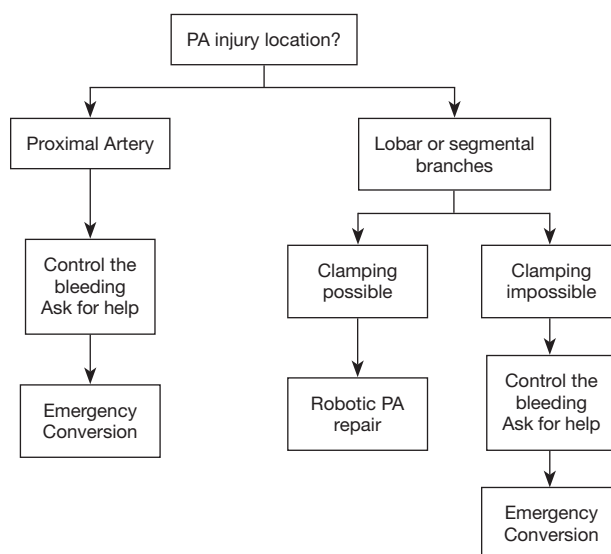 PA injury location?
Proximal Artery
Lobar or segmental
branches
Control the
bleeding
Ask for help
Clamping
possible
Clamping
impossible
Emergency
Conversion
Robotic PA
repair
Control the
bleeding
Ask for help
Emergency
Conversion